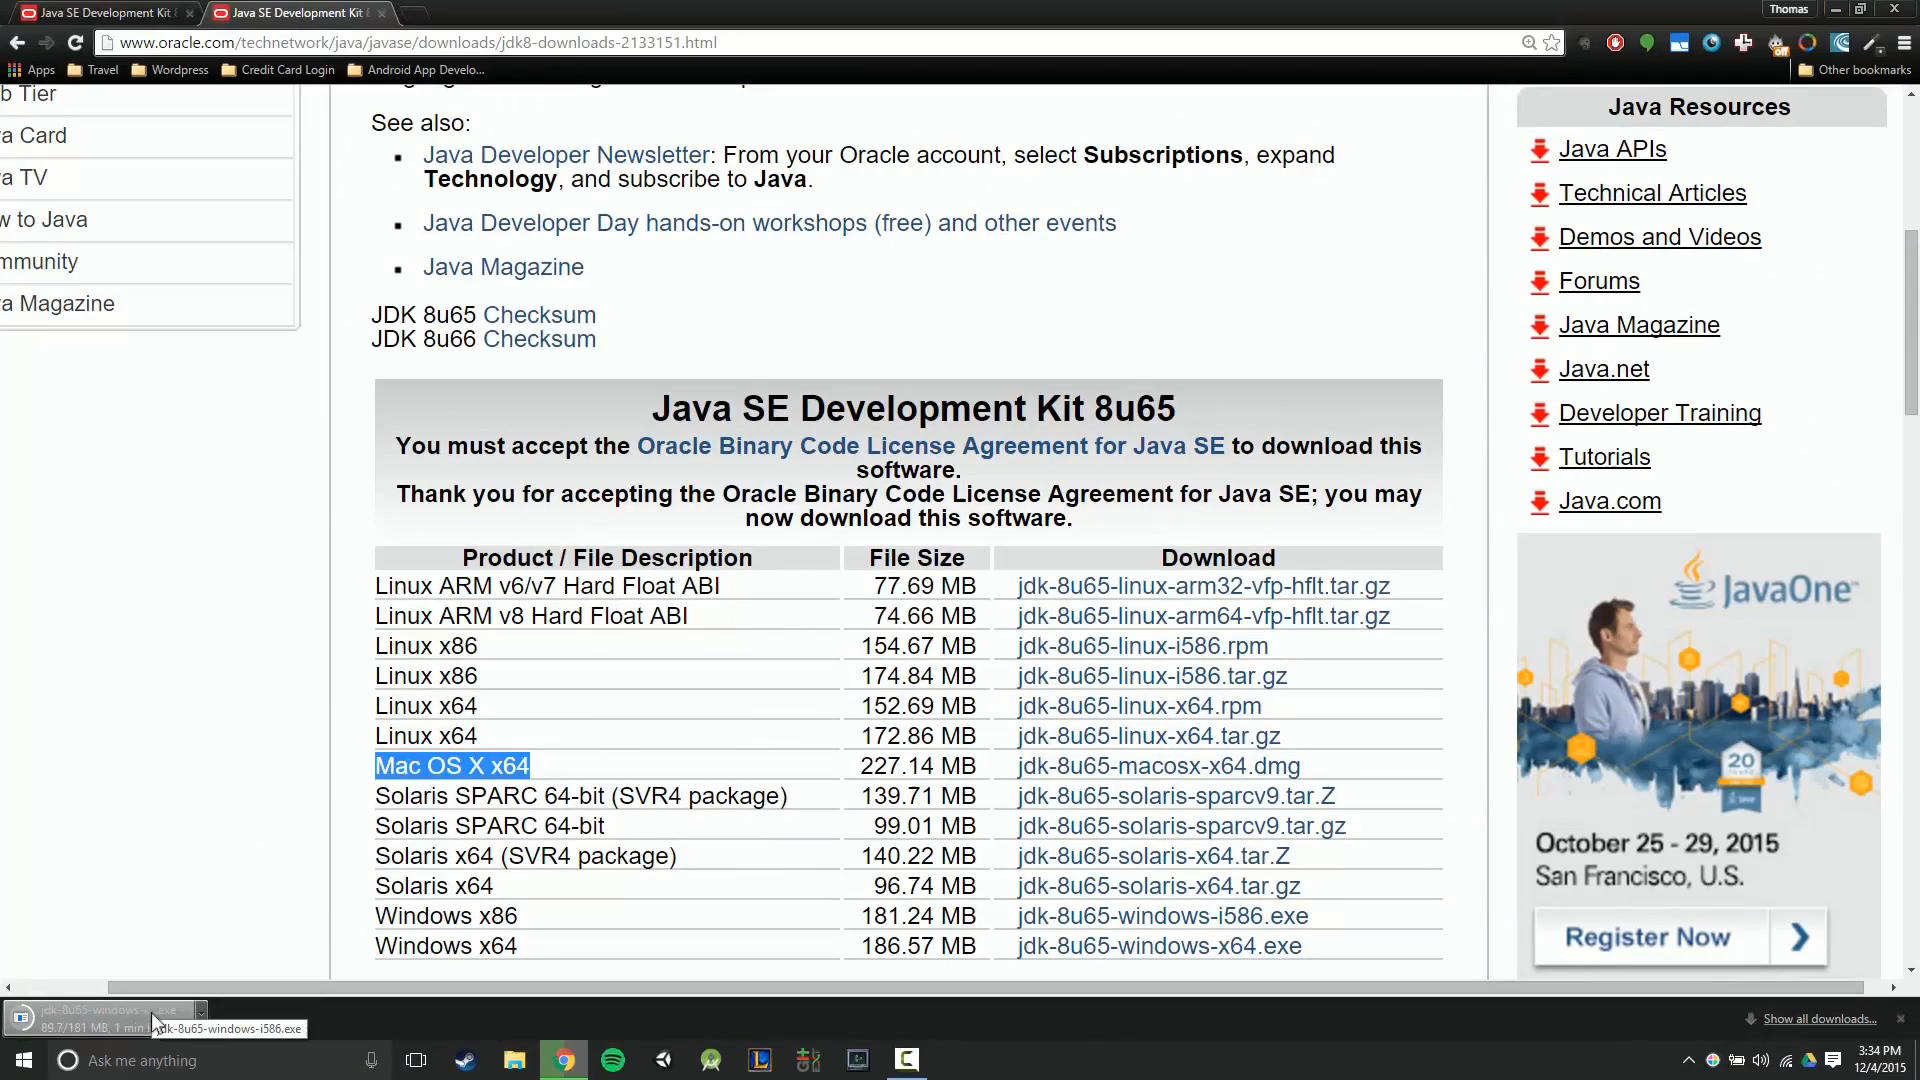 Java SE Development Kit 8
Java SE Development Kit 8
Thomas
www.oracle.com/technetwork/java/javase/downloads/jdk8-downloads-2133151.html
Apps
Travel
Wordpress
Credit Card Login
Android App Develo...
Other bookmarks
b Tier
a Card
a TV
w to Java
mmunity
a Magazine
See also:
Java Developer Newsletter: From your Oracle account, select Subscriptions, expand
Technology, and subscribe to Java.
Java Developer Day hands-on workshops (free) and other events
Java Magazine
JDK 8u65 Checksum
JDK 8u66 Checksum
Java SE Development Kit 8u65
You must accept the Oracle Binary Code License Agreement for Java SE to download this
software.
Thank you for accepting the Oracle Binary Code License Agreement for Java SE; you may
now download this software.
Product / File Description File Size Download
Linux ARM v6/v7 Hard Float ABI 77.69 MB jdk-8u65-linux-arm32-vfp-hflt.tar.gz
Linux ARM v8 Hard Float ABI 74.66 MB jdk-8u65-linux-arm64-vfp-hflt.tar.gz
Linux x86 154.67 MB jdk-8u65-linux-i586.rpm
Linux x86 174.84 MB jdk-8u65-linux-i586.tar.gz
Linux x64 152.69 MB jdk-8u65-linux-x64.rpm
Linux x64 172.86 MB jdk-8u65-linux-x64.tar.gz
Mac OS X x64 227.14 MB jdk-8u65-macosx-x64.dmg
Solaris SPARC 64-bit (SVR4 package) 139.71 MB jdk-8u65-solaris-sparcv9.tar.Z
Solaris SPARC 64-bit 99.01 MB jdk-8u65-solaris-sparcv9.tar.gz
Solaris x64 (SVR4 package) 140.22 MB jdk-8u65-solaris-x64.tar.Z
Solaris x64 96.74 MB jdk-8u65-solaris-x64.tar.gz
Windows x86 181.24 MB jdk-8u65-windows-i586.exe
Windows x64 186.57 MB jdk-8u65-windows-x64.exe
Java Resources
Java APIs
Technical Articles
Demos and Videos
Forums
Java Magazine
Java.net
Developer Training
Tutorials
Java.com
JavaOne™
20
October 25 - 29, 2015
San Francisco, U.S.
Register Now
jdk-8u65-windows-....exe
89.7/181 MB, 1 min
dk-8u65-windows-i586.exe
Show all downloads...
Ask me anything
off
3:34 PM
12/4/2015